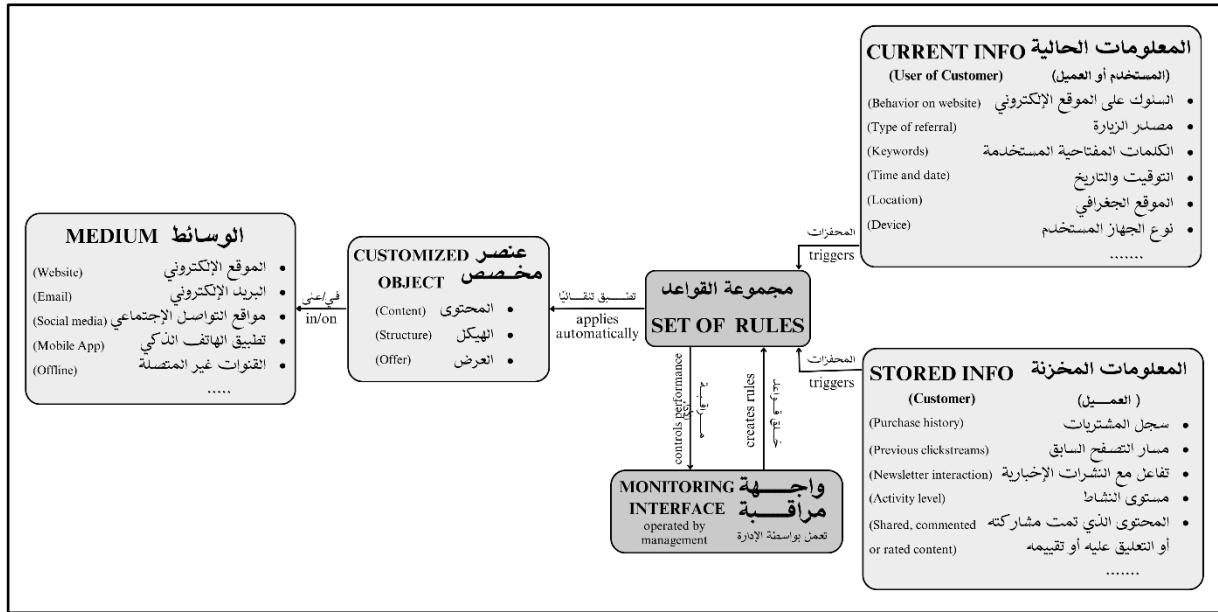 المعلومات الحالية CURRENT INFO
(المستخدم أو العميل) (User of Customer)
• السلوك على الموقع الإلكتروني (Behavior on website)
• مصدر الزيارة (Type of referral)
• الكلمات المفتاحية المستخدمة (Keywords)
• التوقيت والتاريخ (Time and date)
• الموقع الجغرافي (Location)
• نوع الجهاز المستخدم (Device)
.......
المحفزات
triggers
المعلومات المخزنة STORED INFO
(العميل) (Customer)
• سجل المشتريات (Purchase history)
• مسار التصفح السابق (Previous clickstreams)
• تفاعل مع النشرات الإخبارية (Newsletter interaction)
• مستوى النشاط (Activity level)
• المحتوى الذي تمت مشاركته (Shared, commented
أو التعليق عليه أو تقييمه or rated content)
.......
المحفزات
triggers
مجموعة القواعد
SET OF RULES
مراقبة
controls performance
خلق قواعد
creates rules
واجهة MONITORING
مراقبة INTERFACE
operated by
تعمل بواسطة الإدارة management
تطبق تلقائيًا
applies
automatically
عنصر CUSTOMIZED
مخصص OBJECT
• المحتوى (Content)
• الهيكل (Structure)
• العرض (Offer)
في/على
in/on
الوسائط MEDIUM
• الموقع الإلكتروني (Website)
• البريد الإلكتروني (Email)
• مواقع التواصل الإجتماعي (Social media)
• تطبيق الهاتف الذكي (Mobile App)
• القنوات غير المتصلة (Offline)
.....